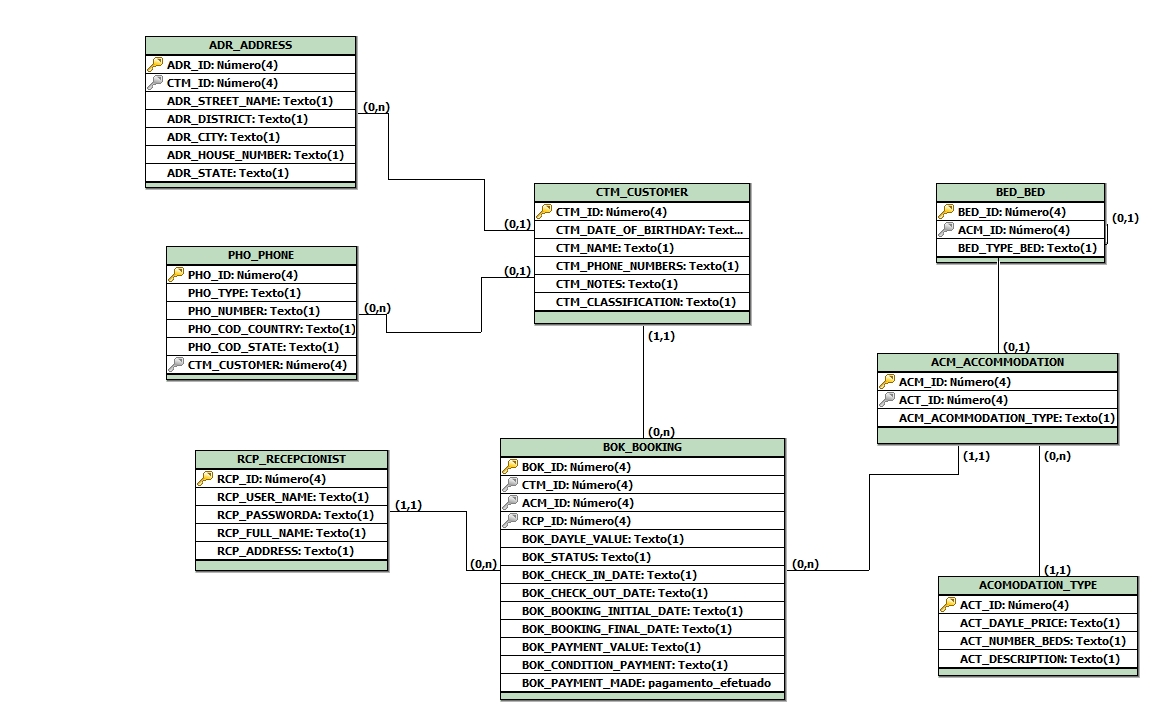 ADR_ADDRESS
ADR_ID: Número(4)
CTM_ID: Número(4)
ADR_STREET_NAME: Texto(1)
ADR_DISTRICT: Texto(1)
ADR_CITY: Texto(1)
ADR_HOUSE_NUMBER: Texto(1)
ADR_STATE: Texto(1)
(0,n)
(0,1)
CTM_CUSTOMER
CTM_ID: Número(4)
CTM_DATE_OF_BIRTHDAY: Text...
CTM_NAME: Texto(1)
CTM_PHONE_NUMBERS: Texto(1)
CTM_NOTES: Texto(1)
CTM_CLASSIFICATION: Texto(1)
(0,1)
(1,1)
BED_BED
BED_ID: Número(4)
ACM_ID: Número(4)
BED_TYPE_BED: Texto(1)
(0,1)
(0,1)
PHO_PHONE
PHO_ID: Número(4)
PHO_TYPE: Texto(1)
PHO_NUMBER: Texto(1)
PHO_COD_COUNTRY: Texto(1)
PHO_COD_STATE: Texto(1)
CTM_CUSTOMER: Número(4)
(0,n)
ACM_ACCOMMODATION
ACM_ID: Número(4)
ACT_ID: Número(4)
ACM_ACOMMODATION_TYPE: Texto(1)
(1,1)
(0,n)
RCP_RECEPCIONIST
RCP_ID: Número(4)
RCP_USER_NAME: Texto(1)
RCP_PASSWORDA: Texto(1)
RCP_FULL_NAME: Texto(1)
RCP_ADDRESS: Texto(1)
(1,1)
(0,n)
(0,n)
BOK_BOOKING
BOK_ID: Número(4)
CTM_ID: Número(4)
ACM_ID: Número(4)
RCP_ID: Número(4)
BOK_DAYLE_VALUE: Texto(1)
BOK_STATUS: Texto(1)
BOK_CHECK_IN_DATE: Texto(1)
BOK_CHECK_OUT_DATE: Texto(1)
BOK_BOOKING_INITIAL_DATE: Texto(1)
BOK_BOOKING_FINAL_DATE: Texto(1)
BOK_PAYMENT_VALUE: Texto(1)
BOK_CONDITION_PAYMENT: Texto(1)
BOK_PAYMENT_MADE: pagamento_efetuado
(0,n)
(1,1)
ACOMODATION_TYPE
ACT_ID: Número(4)
ACT_DAYLE_PRICE: Texto(1)
ACT_NUMBER_BEDS: Texto(1)
ACT_DESCRIPTION: Texto(1)